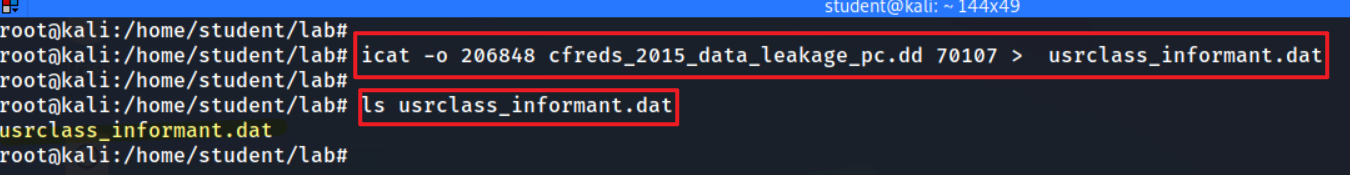 student@kali: ~ 144x49
root@kali:/home/student/lab#
root@kali:/home/student/lab# icat -o 206848 cfreds_2015_data_leakage_pc.dd 70107 >  usrclass_informant.dat
root@kali:/home/student/lab#
root@kali:/home/student/lab# ls usrclass_informant.dat
usrclass_informant.dat
root@kali:/home/student/lab#